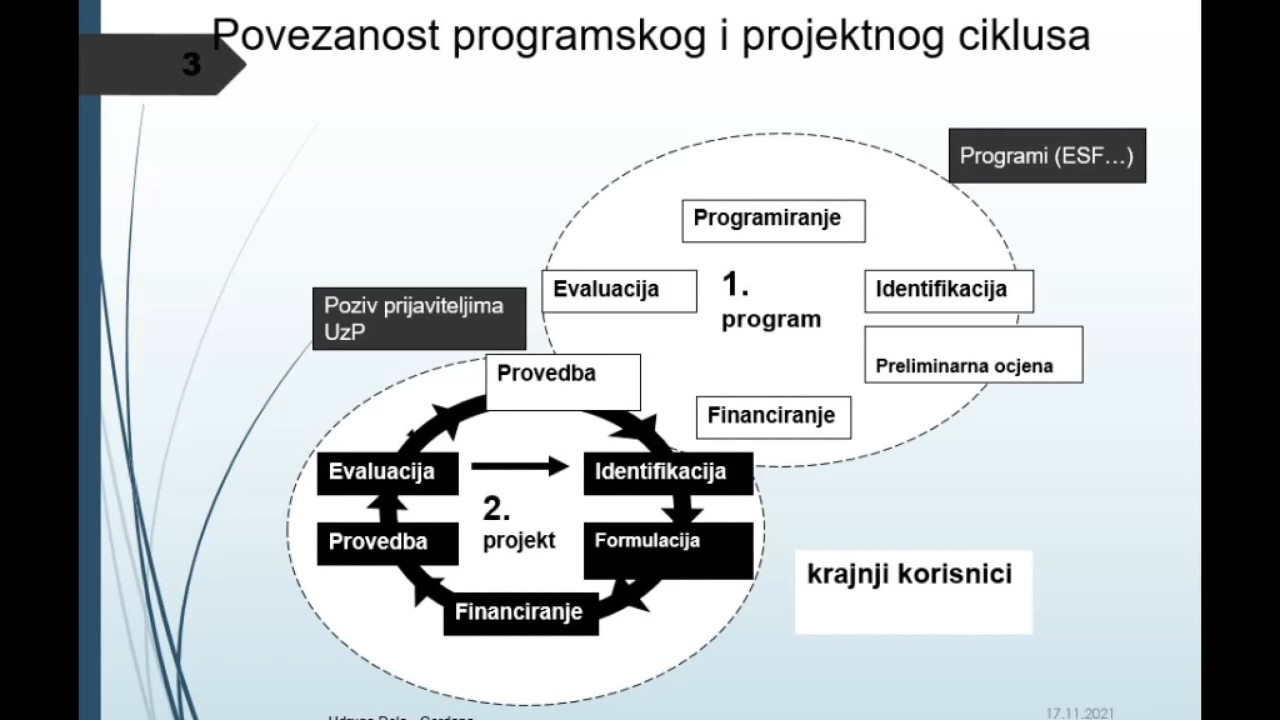 Povezanost programskog i projektnog ciklusa
3
Programi (ESF...)
Programiranje
Evaluacija
1.
program
Identifikacija
Preliminarna ocjena
Financiranje
Poziv prijaviteljima
UzP
Provedba
Evaluacija
Identifikacija
2.
projekt
Provedba
Formulacija
Financiranje
krajnji korisnici
17.11.2021